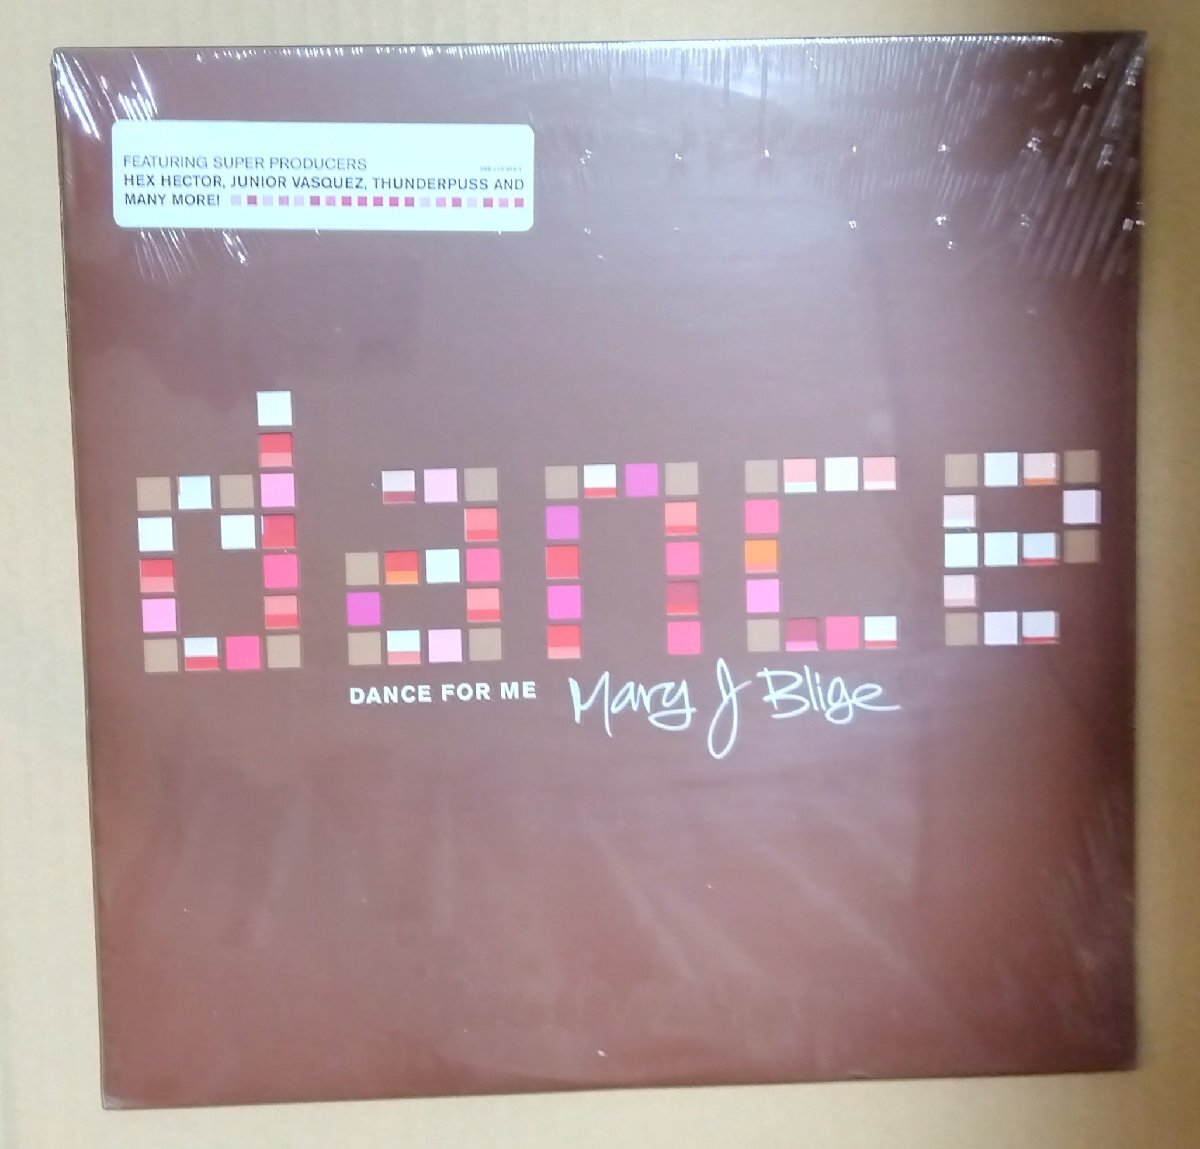 FEATURING SUPER PRODUCERS
HEX HECTOR, JUNIOR VASQUEZ, THUNDERPUSS AND
MANY MORE!
dance
DANCE FOR ME Mary J Blige